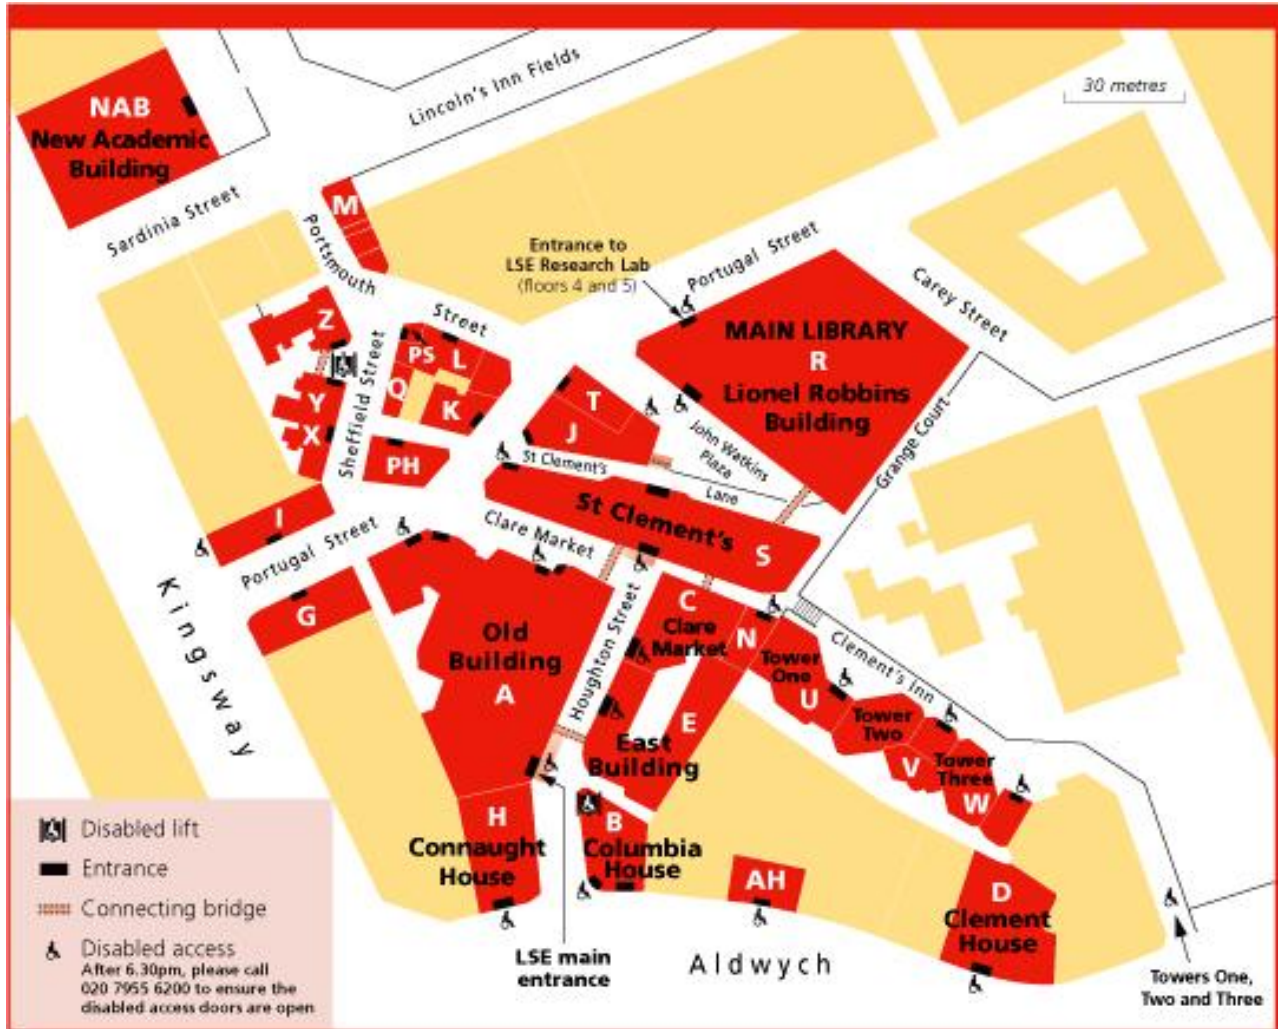 NAB
New Academic
Building
Lincoln's Inn Fields
30 metres
Sardinia Street
M
Portsmouth
Street
Entrance to
LSE Research Lab
(floors 4 and 5)
Portugal Street
Carey Street
Z
Sheffield Street
PS
L
Q
K
Y
X
PH
T
J
MAIN LIBRARY
R
Lionel Robbins
Building
John Watkins
Plaza
Grange Court
St Clement's
Lane
I
Portugal Street
Clare Market
St Clement's
S
Kingsway
G
Old
Building
A
Houghton Street
C
Clare
Market
N
E
East
Building
Tower
One
U
Clement's Inn
Tower
Two
V
Tower
Three
W
H
Connaught
House
B
Columbia
House
AH
D
Clement
House
LSE main
entrance
Aldwych
Towers One,
Two and Three
Disabled lift
Entrance
Connecting bridge
Disabled access
After 6.30pm, please call
020 7955 6200 to ensure the
disabled access doors are open